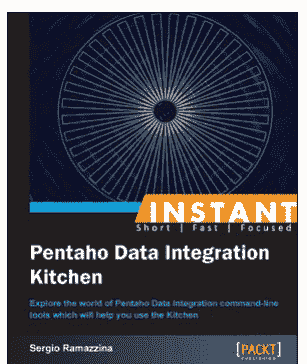 INSTANT
Short | Fast | Focused
Pentaho Data Integration
Kitchen
Explore the world of Pentaho Data Integration command-line
tools which will help you use the Kitchen
Sergio Ramazzina
[PACKT]
PUBLISHING